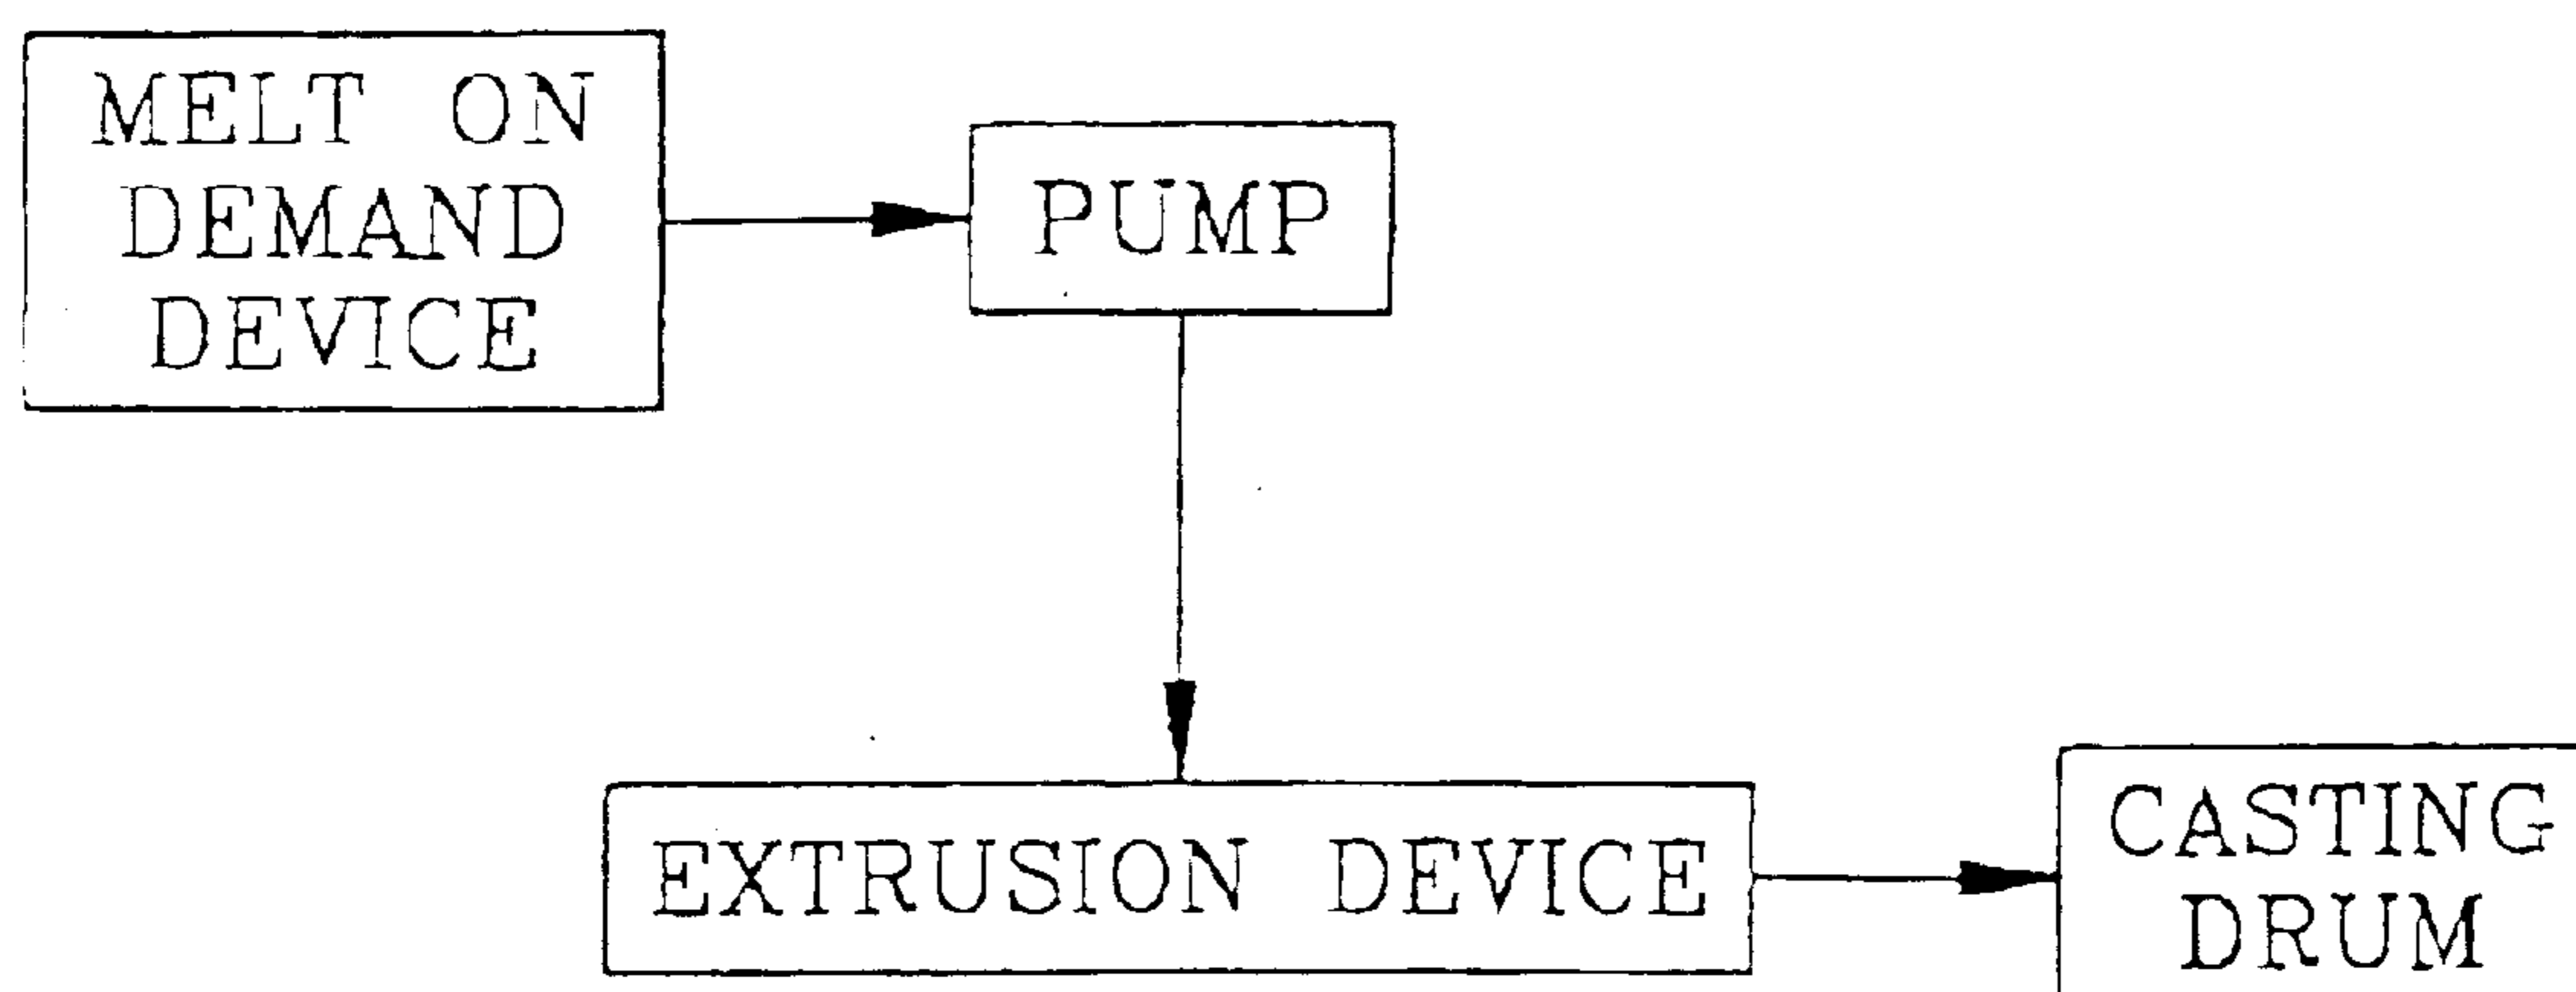 MELT ON
DEMAND
DEVICE
PUMP
EXTRUSION DEVICE
CASTING
DRUM